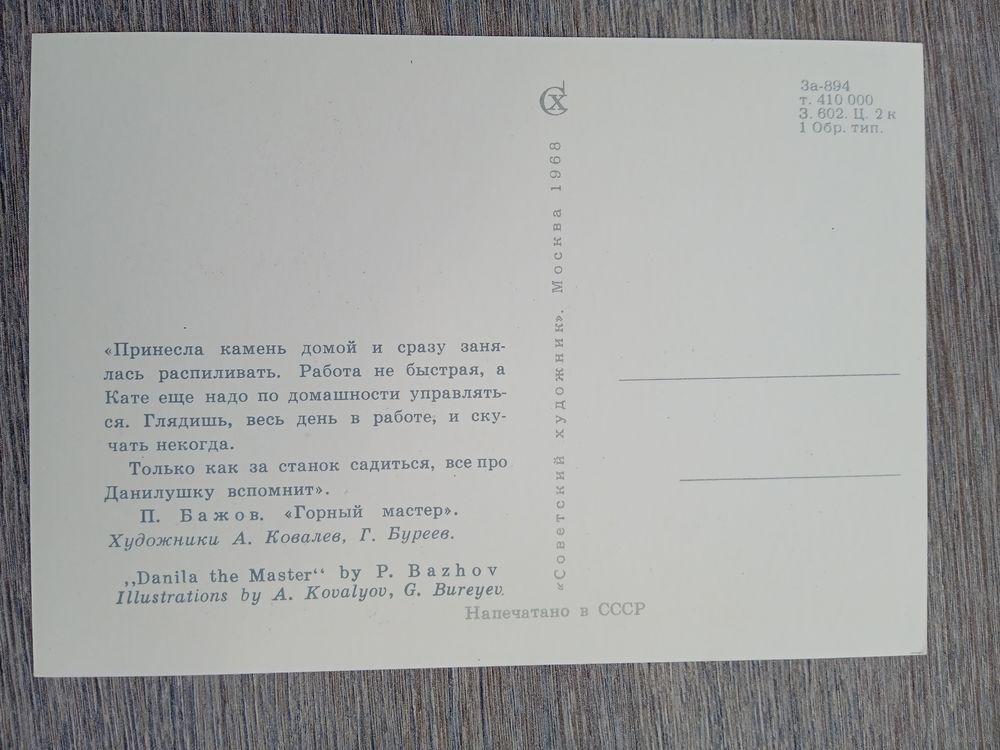 «Принесла камень домой и сразу заня-
лась распиливать. Работа не быстрая, а
Кате еще надо по домашности управлять-
ся. Глядишь, весь день в работе, и ску-
чать некогда.
Только как за станок садиться, все про
Данилушку вспомнит».
П. Бажов. «Горный мастер».
Художники А. Ковалев, Г. Буреев.
,,Danila the Master“ by P. Bazhov
Illustrations by A. Kovalyov, G. Bureyev.
СХ
«Советский художник». Москва 1968
Напечатано в СССР
За-894
т. 410 000
З. 602. Ц. 2 к
1 Обр. тип.